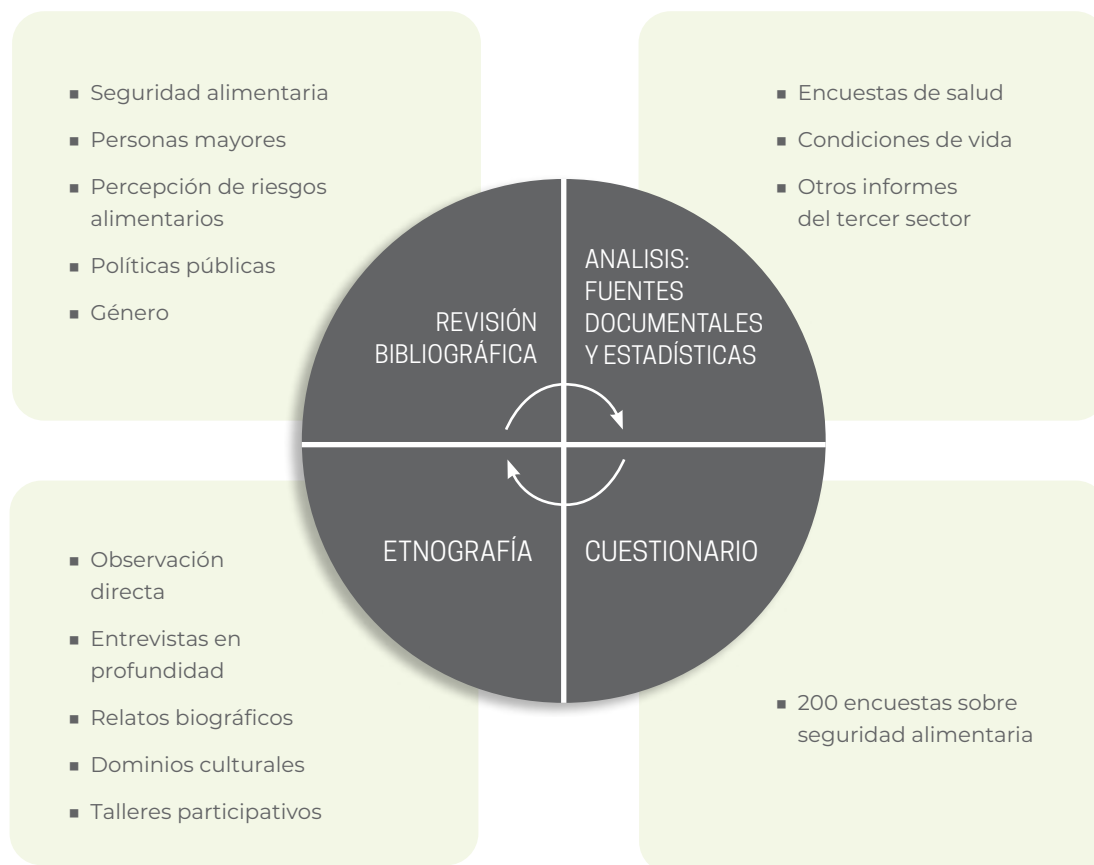 ■ Seguridad alimentaria
■ Personas mayores
■ Percepción de riesgos
alimentarios
■ Políticas públicas
■ Género
■ Encuestas de salud
■ Condiciones de vida
■ Otros informes
del tercer sector
REVISIÓN
BIBLIOGRÁFICA
ANALISIS:
FUENTES
DOCUMENTALES
Y ESTADÍSTICAS
ETNOGRAFÍA
CUESTIONARIO
■ Observación
directa
■ Entrevistas en
profundidad
■ Relatos biográficos
■ Dominios culturales
■ Talleres participativos
■ 200 encuestas sobre
seguridad alimentaria